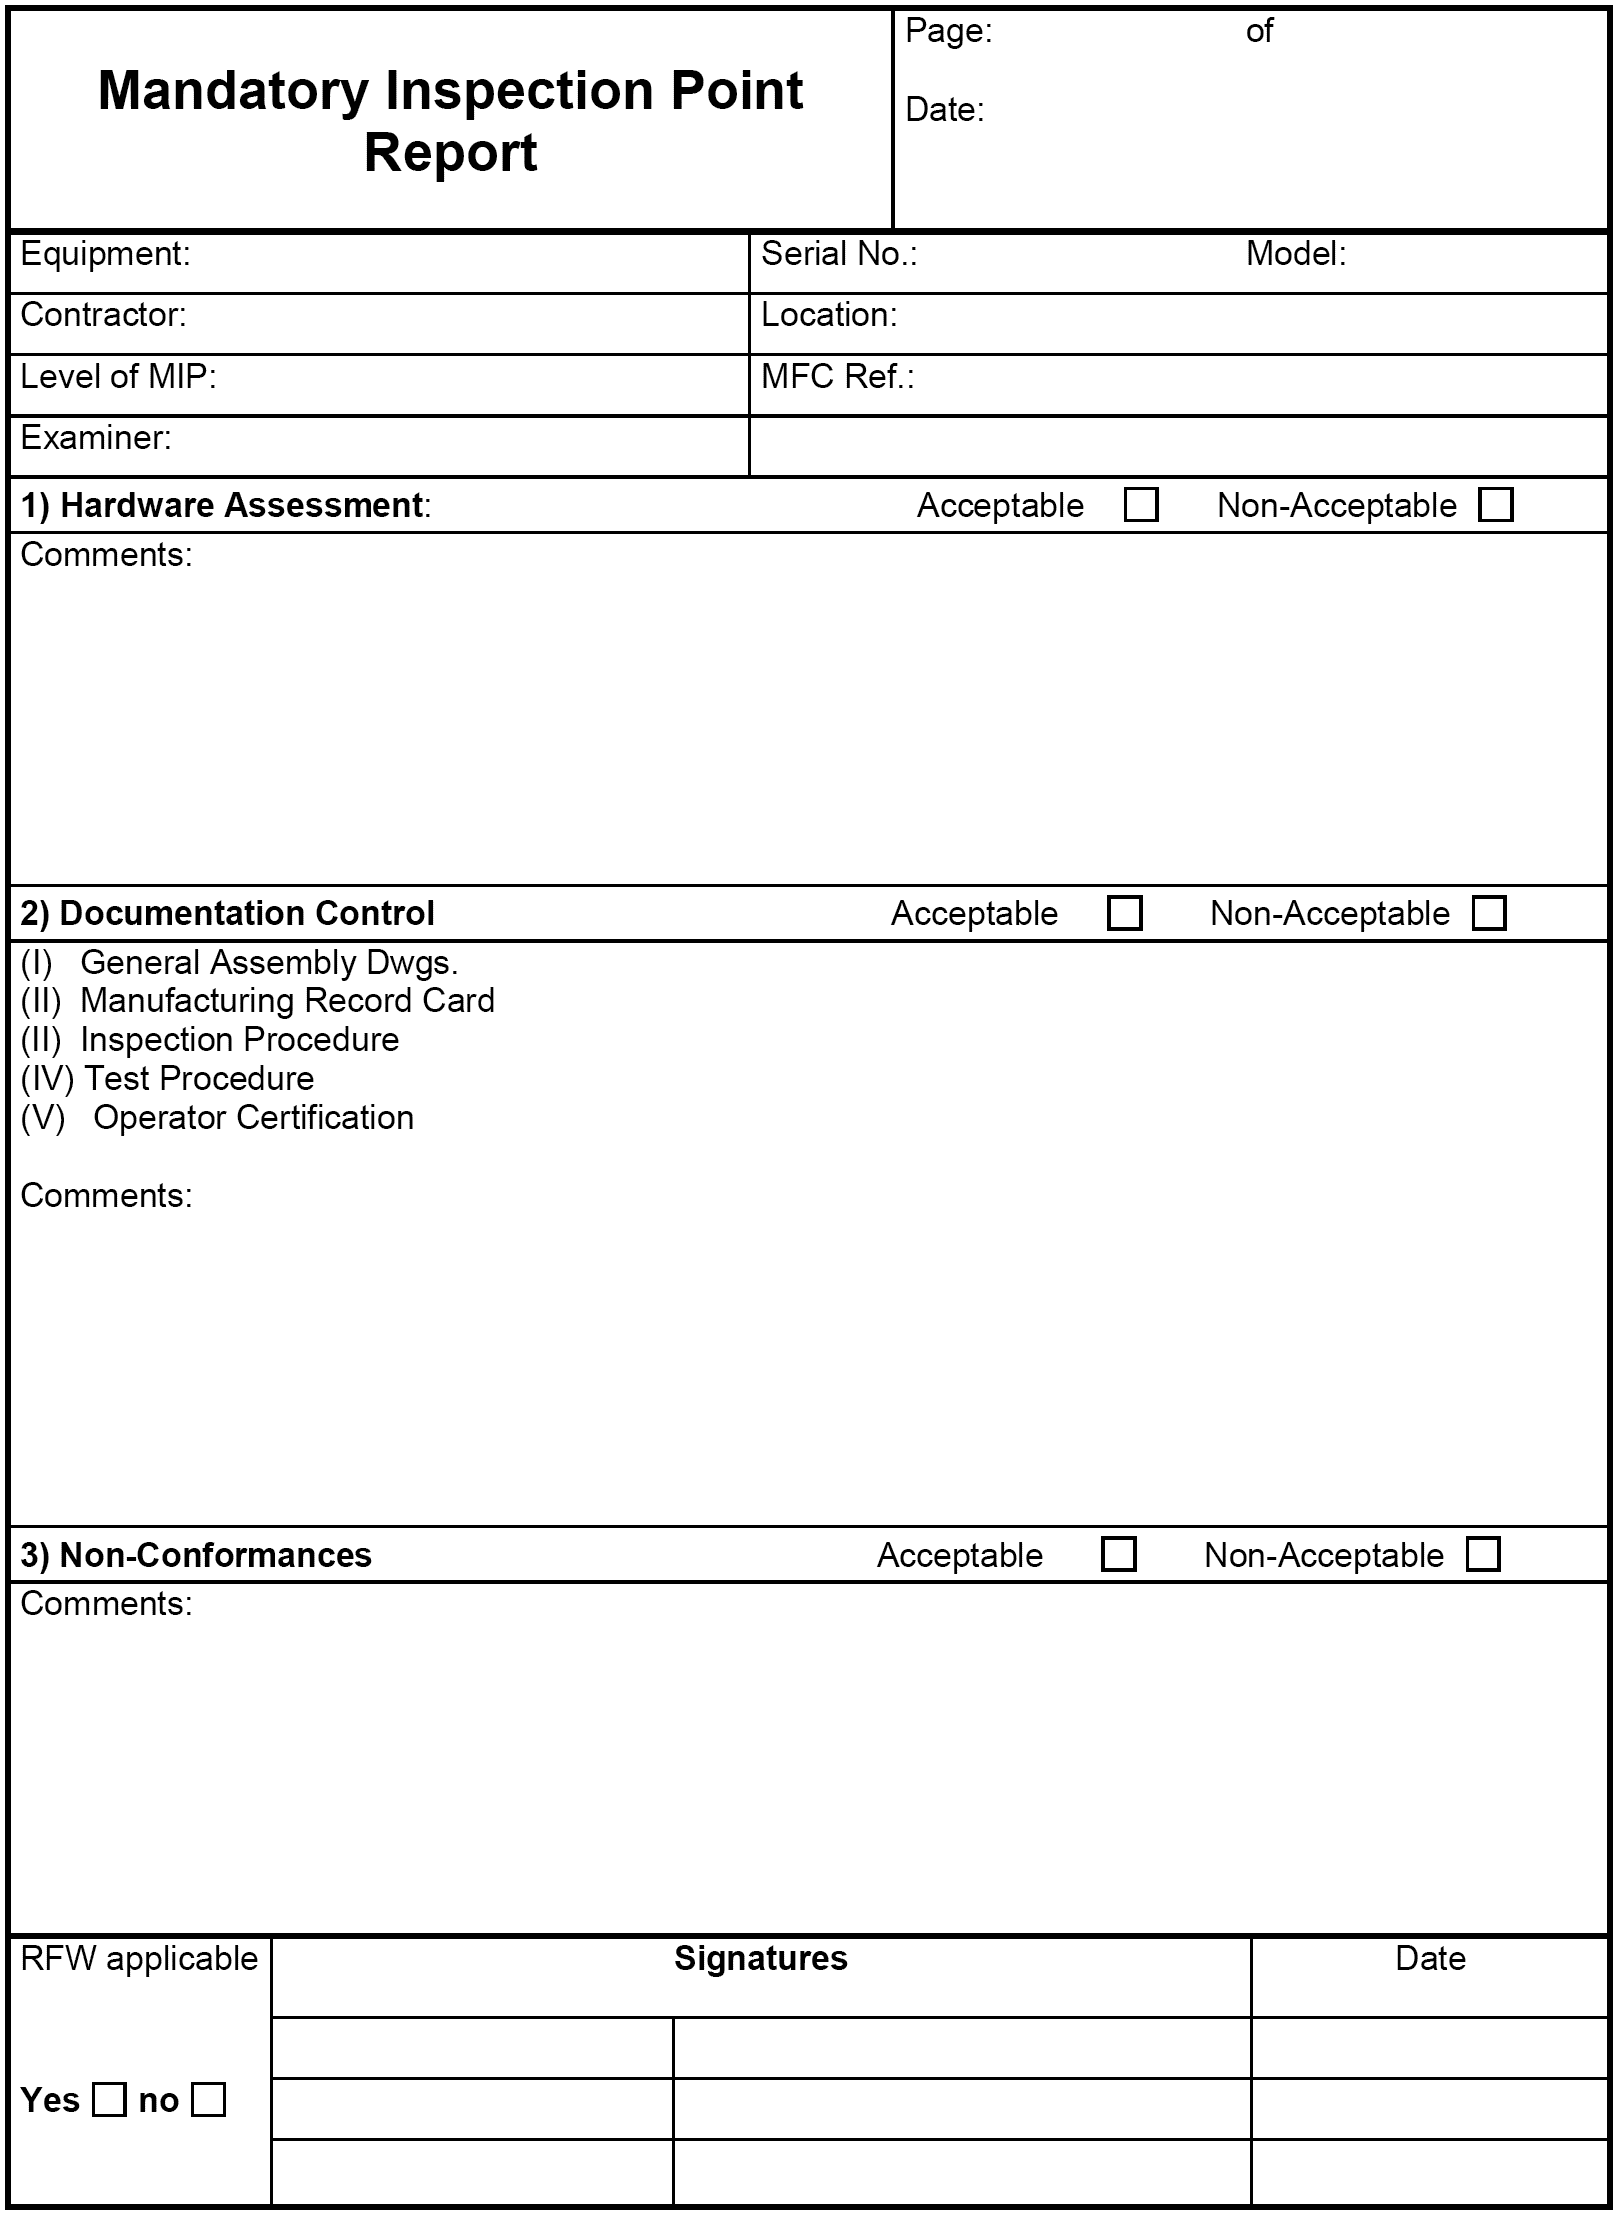 Mandatory Inspection Point
Report
Page: of
Date:
Equipment:
Serial No.: Model:
Contractor:
Location:
Level of MIP:
MFC Ref.:
Examiner:
1) Hardware Assessment: Acceptable Non-Acceptable
Comments:
2) Documentation Control Acceptable Non-Acceptable
(I) General Assembly Dwgs.
(II) Manufacturing Record Card
(II) Inspection Procedure
(IV) Test Procedure
(V) Operator Certification
Comments:
3) Non-Conformances Acceptable Non-Acceptable
Comments:
RFW applicable
Signatures
Date
Yes no